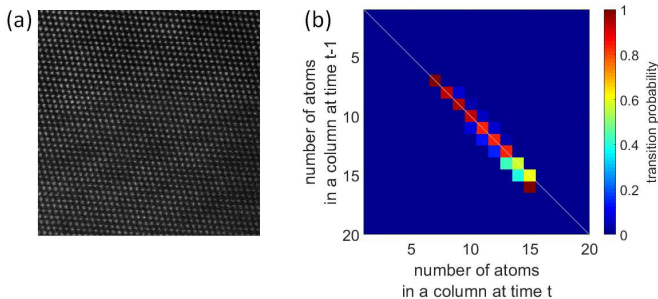 (a)
(b)
number of atoms
in a column at time t-1
5
10
15
20
5
10
15
20
number of atoms
in a column at time t
1
0.8
0.6
0.4
0.2
0
transition probability